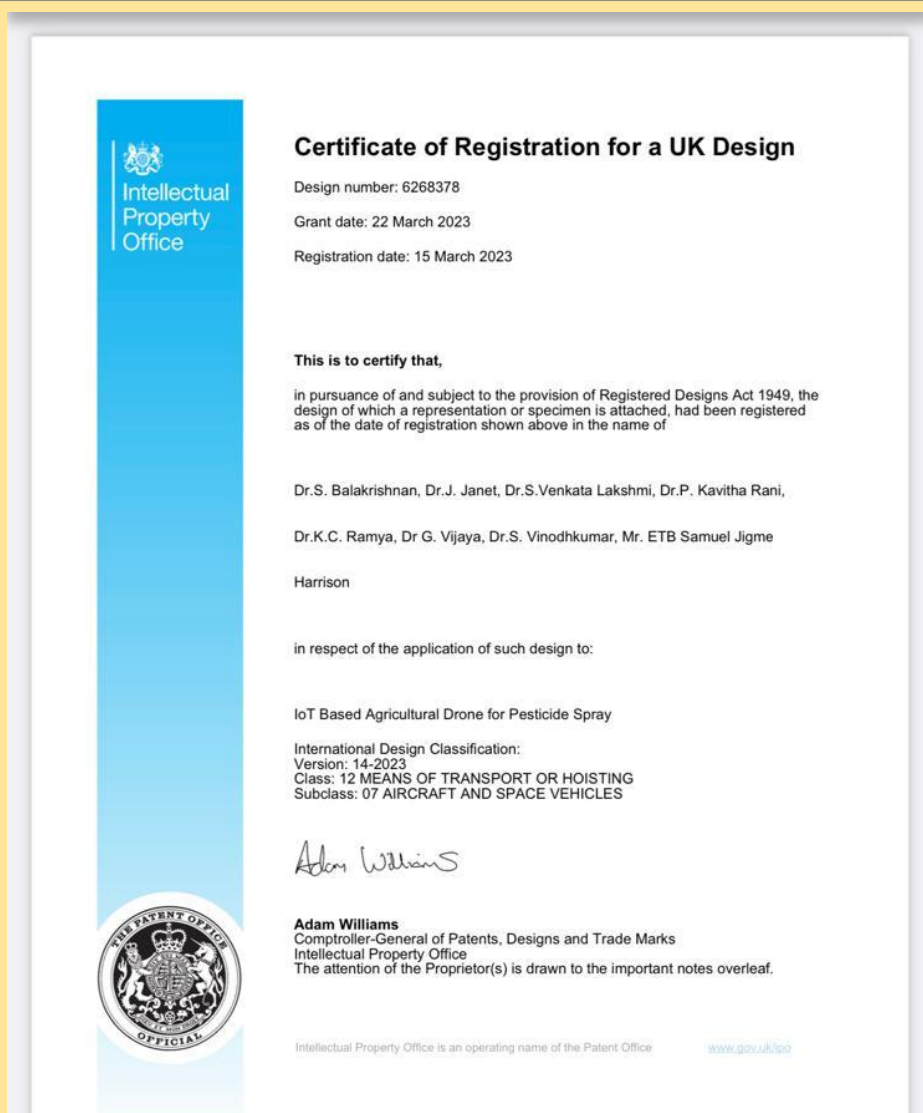 Intellectual
Property
Office
Certificate of Registration for a UK Design
Design number: 6268378
Grant date: 22 March 2023
Registration date: 15 March 2023
This is to certify that,
in pursuance of and subject to the provision of Registered Designs Act 1949, the
design of which a representation or specimen is attached, had been registered
as of the date of registration shown above in the name of
Dr.S. Balakrishnan, Dr.J. Janet, Dr.S.Venkata Lakshmi, Dr.P. Kavitha Rani,
Dr.K.C. Ramya, Dr G. Vijaya, Dr.S. Vinodhkumar, Mr. ETB Samuel Jigme
Harrison
in respect of the application of such design to:
IoT Based Agricultural Drone for Pesticide Spray
International Design Classification:
Version: 14-2023
Class: 12 MEANS OF TRANSPORT OR HOISTING
Subclass: 07 AIRCRAFT AND SPACE VEHICLES
Adam Williams
Adam Williams
Comptroller-General of Patents, Designs and Trade Marks
Intellectual Property Office
The attention of the Proprietor(s) is drawn to the important notes overleaf.
THE PATENT OFFICE
OFFICIAL
Intellectual Property Office is an operating name of the Patent Office www.gov.uk/ipo